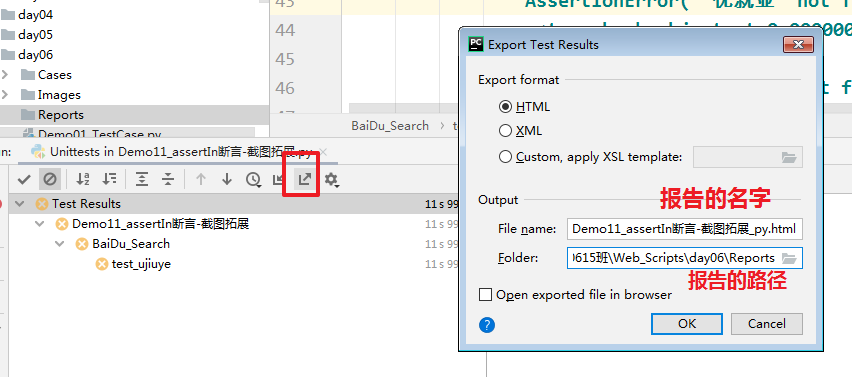 day04
day05
day06
Cases
Images
Reports
Demo01_TestCase.py
43
44
45
46
AssertionError("'优就业' not f
BaiDu_Search
Unittests in Demo11_assertIn断言-截图拓展.py
Test Results
11 s 99
Demo11_assertIn断言-截图拓展
11 s 99
BaiDu_Search
11 s 99
test_ujiuye
11 s 99
Export Test Results
Export format
HTML
XML
Custom, apply XSL template:
Output
报告的名字
File name:
Demo11_assertIn断言-截图拓展_py.html
Folder:
0615班\Web_Scripts\day06\Reports
报告的路径
Open exported file in browser
?
OK
Cancel